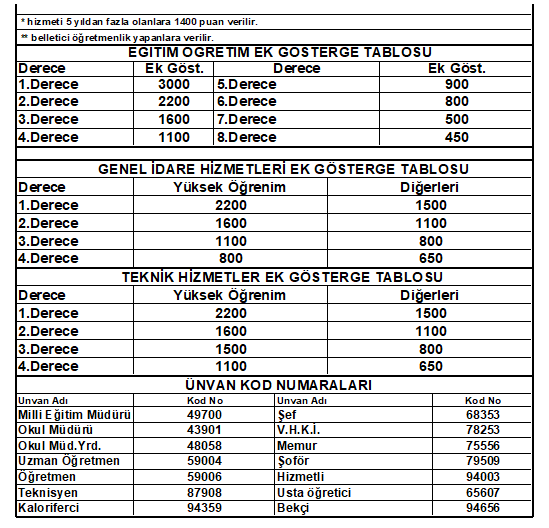 * hizmeti 5 yıldan fazla olanlara 1400 puan verilir.
** belletici öğretmenlik yapanlara verilir.
EĞİTİM ÖĞRETİM EK GÖSTERGE TABLOSU
Derece Ek Göst. Derece Ek Göst.
1.Derece 3000 5.Derece 900
2.Derece 2200 6.Derece 800
3.Derece 1600 7.Derece 500
4.Derece 1100 8.Derece 450
GENEL İDARE HİZMETLERİ EK GÖSTERGE TABLOSU
Derece Yüksek Öğrenim Diğerleri
1.Derece 2200 1500
2.Derece 1600 1100
3.Derece 1100 800
4.Derece 800 650
TEKNİK HİZMETLER EK GÖSTERGE TABLOSU
Derece Yüksek Öğrenim Diğerleri
1.Derece 2200 1500
2.Derece 1600 1100
3.Derece 1500 800
4.Derece 1100 650
ÜNVAN KOD NUMARALARI
Unvan Adı Kod No Unvan Adı Kod No
Milli Eğitim Müdürü 49700 Şef 68353
Okul Müdürü 43901 V.H.K.İ. 78253
Okul Müd.Yrd. 48058 Memur 75556
Uzman Öğretmen 59004 Şoför 79509
Öğretmen 59006 Hizmetli 94003
Teknisyen 87908 Usta öğretici 65607
Kaloriferci 94359 Bekçi 94656